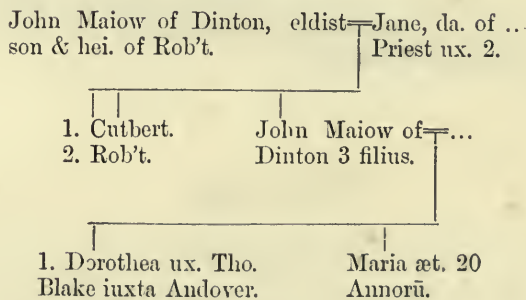 John Maiow of Dinton, eldist=Jane, da. of ...
son & hei. of Rob't. Priest ux. 2.
1. Cutbert. John Maiow of=...
2. Rob't. Dinton 3 filius.
1. Dorothea ux. Tho. Maria æt. 20
Blake iuxta Andover. Annorū.